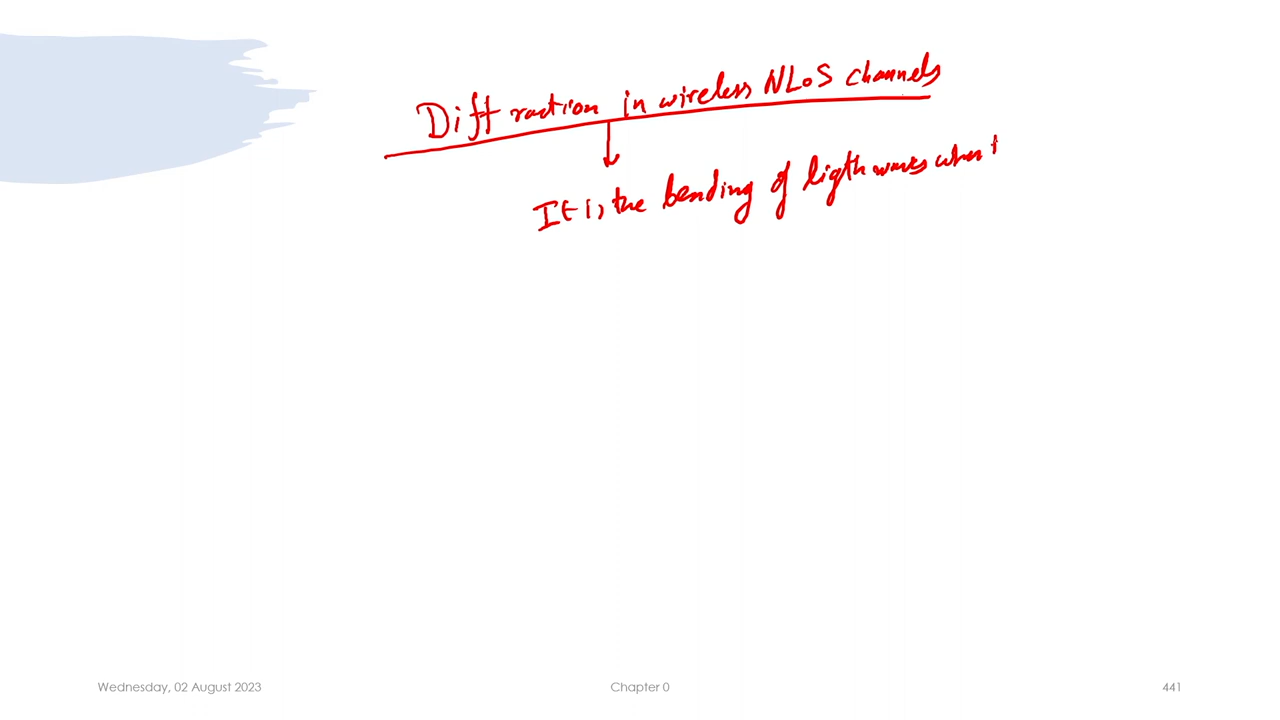 Diffraction in wireless NLOS channels
It is the bending of ligth waves when t
Wednesday, 02 August 2023
Chapter 0
441